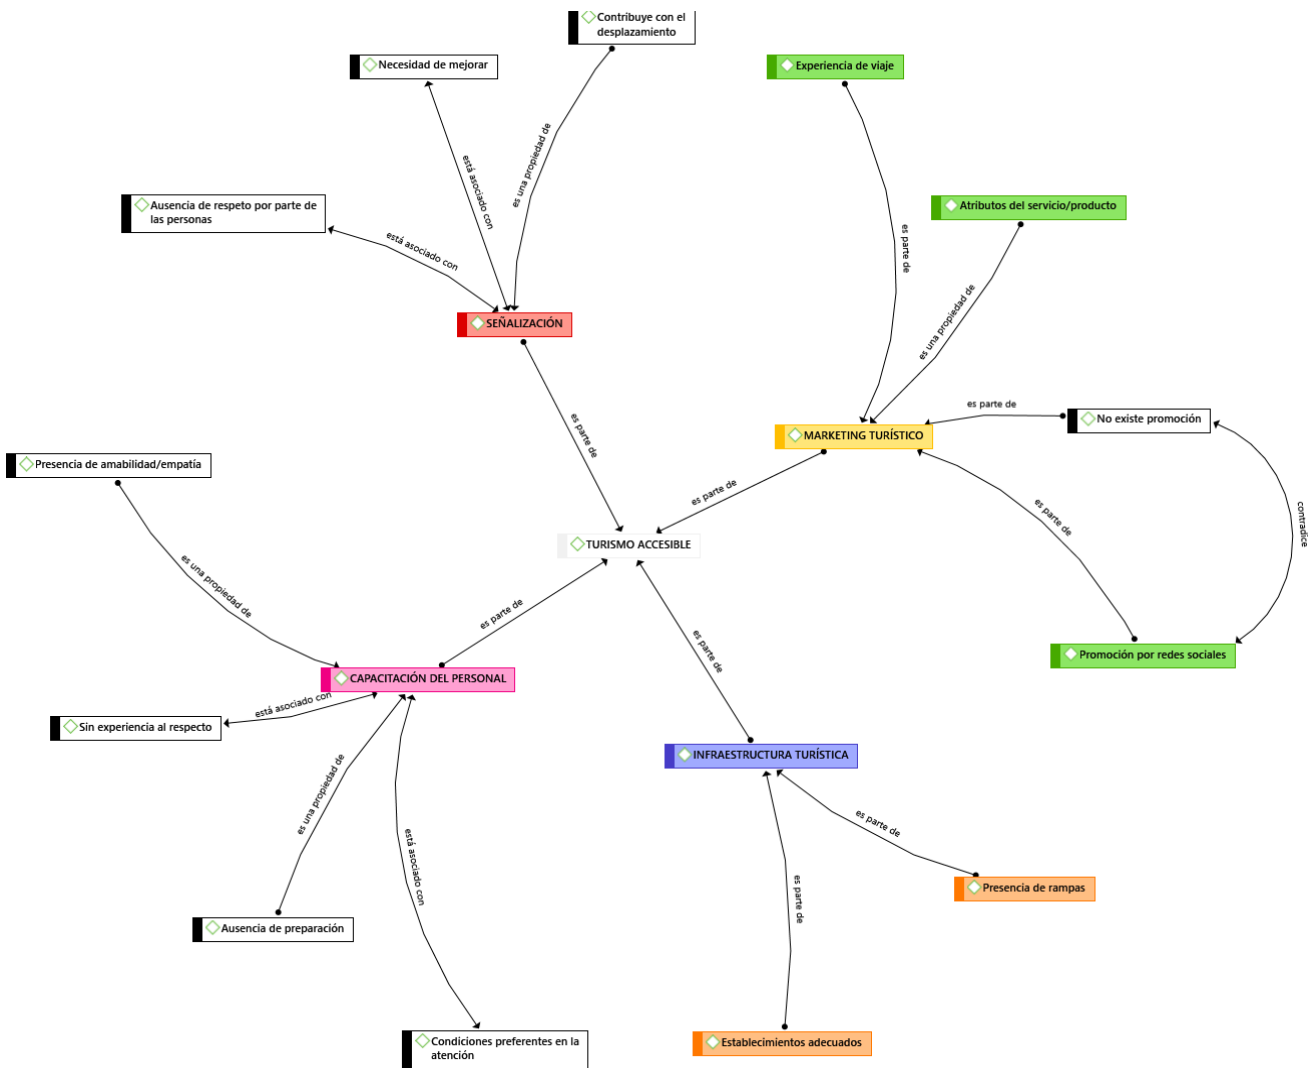 Contribuye con el
desplazamiento
Necesidad de mejorar
Experiencia de viaje
está asociado con
es una propiedad de
Ausencia de respeto por parte de
las personas
Atributos del servicio/producto
está asociado con
es parte de
es una propiedad de
SEÑALIZACIÓN
es parte de
No existe promoción
MARKETING TURÍSTICO
es parte de
Presencia de amabilidad/empatía
es parte de
es parte de
contradice
TURISMO ACCESIBLE
es una propiedad de
es parte de
es parte de
Promoción por redes sociales
CAPACITACIÓN DEL PERSONAL
está asociado con
Sin experiencia al respecto
INFRAESTRUCTURA TURÍSTICA
es una propiedad de
es parte de
está asociado con
es parte de
Presencia de rampas
Ausencia de preparación
Condiciones preferentes en la
atención
Establecimientos adecuados